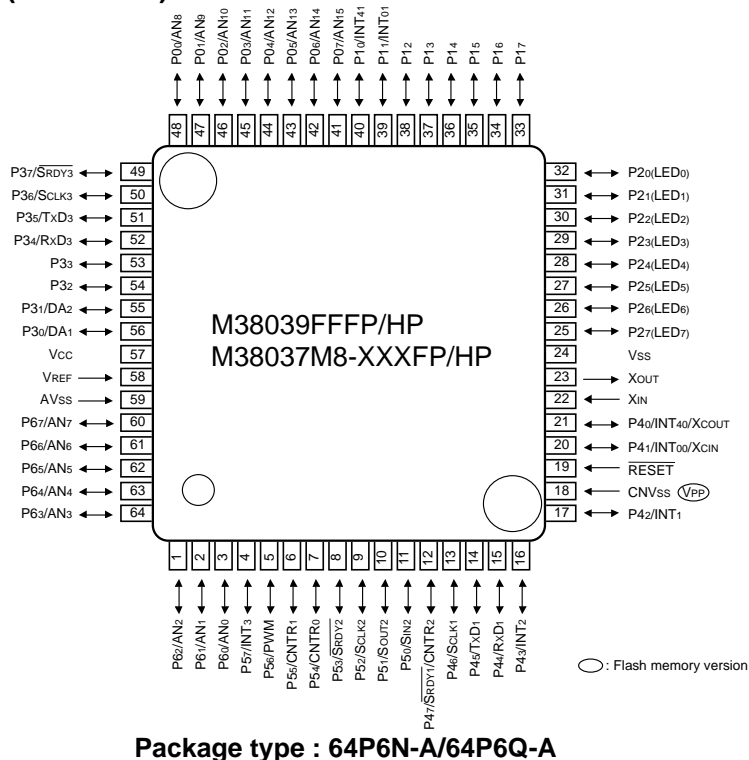 P00/AN8
P01/AN9
P02/AN10
P03/AN11
P04/AN12
P05/AN13
P06/AN14
P07/AN15
P10/INT41
P11/INT01
P12
P13
P14
P15
P16
P17
48 47 46 45 44 43 42 41 40 39 38 37 36 35 34 33
P37/SRDY3 49
P36/SCLK3 50
P35/TXD3 51
P34/RXD3 52
P33 53
P32 54
P31/DA2 55
P30/DA1 56
VCC 57
VREF 58
AVSS 59
P67/AN7 60
P66/AN6 61
P65/AN5 62
P64/AN4 63
P63/AN3 64
M38039FFFP/HP
M38037M8-XXXFP/HP
32 P20(LED0)
31 P21(LED1)
30 P22(LED2)
29 P23(LED3)
28 P24(LED4)
27 P25(LED5)
26 P26(LED6)
25 P27(LED7)
24 VSS
23 XOUT
22 XIN
21 P40/INT40/XCOUT
20 P41/INT00/XCIN
19 RESET
18 CNVSS VPP
17 P42/INT1
1 2 3 4 5 6 7 8 9 10 11 12 13 14 15 16
P62/AN2
P61/AN1
P60/AN0
P57/INT3
P56/PWM
P55/CNTR1
P54/CNTR0
P53/SRDY2
P52/SCLK2
P51/SOUT2
P50/SIN2
P47/SRDY1/CNTR2
P46/SCLK1
P45/TXD1
P44/RXD1
P43/INT2
: Flash memory version
Package type : 64P6N-A/64P6Q-A